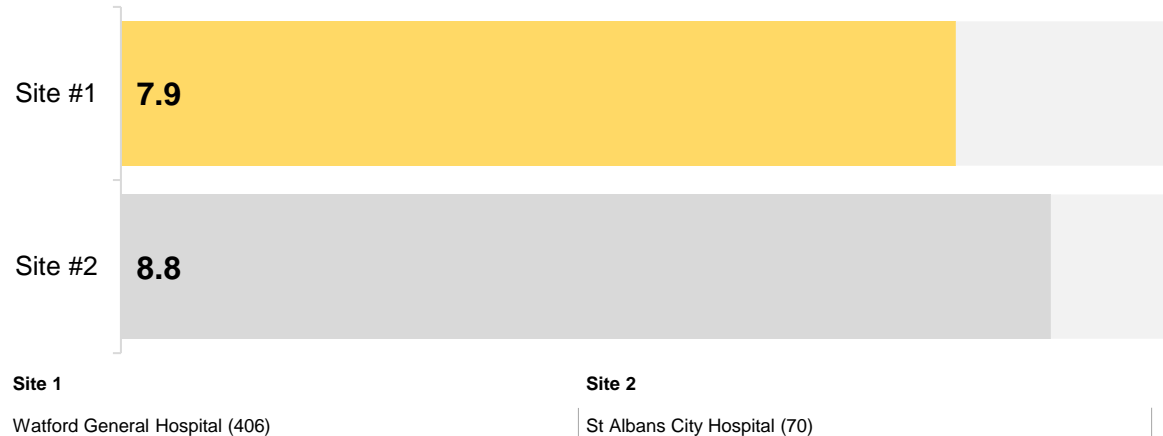 Site #1 7.9
Site #2 8.8
Site 1 Site 2
Watford General Hospital (406) St Albans City Hospital (70)